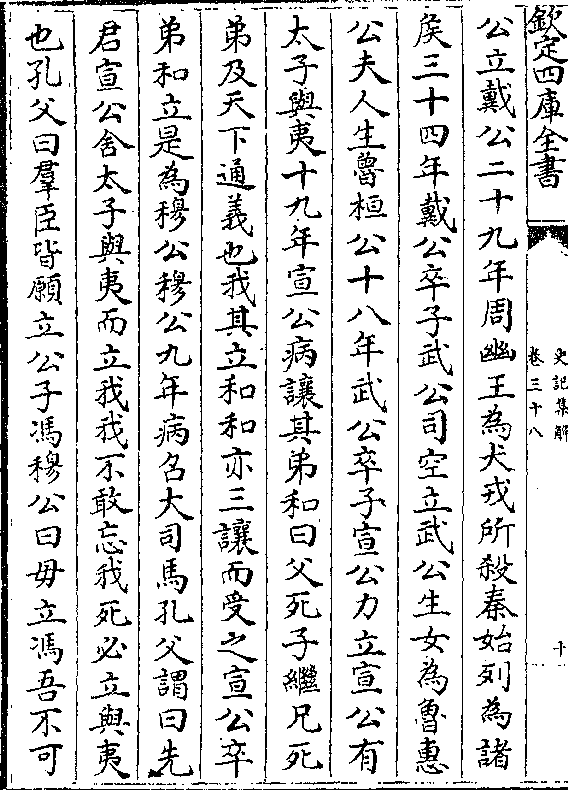 欽定四庫全書
史記集解
卷三十八
十
公立戴公二十九年周幽王為犬戎所殺秦始列為諸
矦三十四年戴公卒子武公司空立武公生女為魯惠
公夫人生魯桓公十八年武公卒子宣公力立宣公有
太子與夷十九年宣公病讓其弟和曰父死子繼兄死
弟及天下通義也我其立和和亦三讓而受之宣公卒
弟和立是為穆公穆公九年病名大司馬孔父謂曰先
君宣公舍太子與夷而立我我不敢忘我死必立與夷
也孔父曰羣臣皆願立公子馮穆公曰毋立馮吾不可